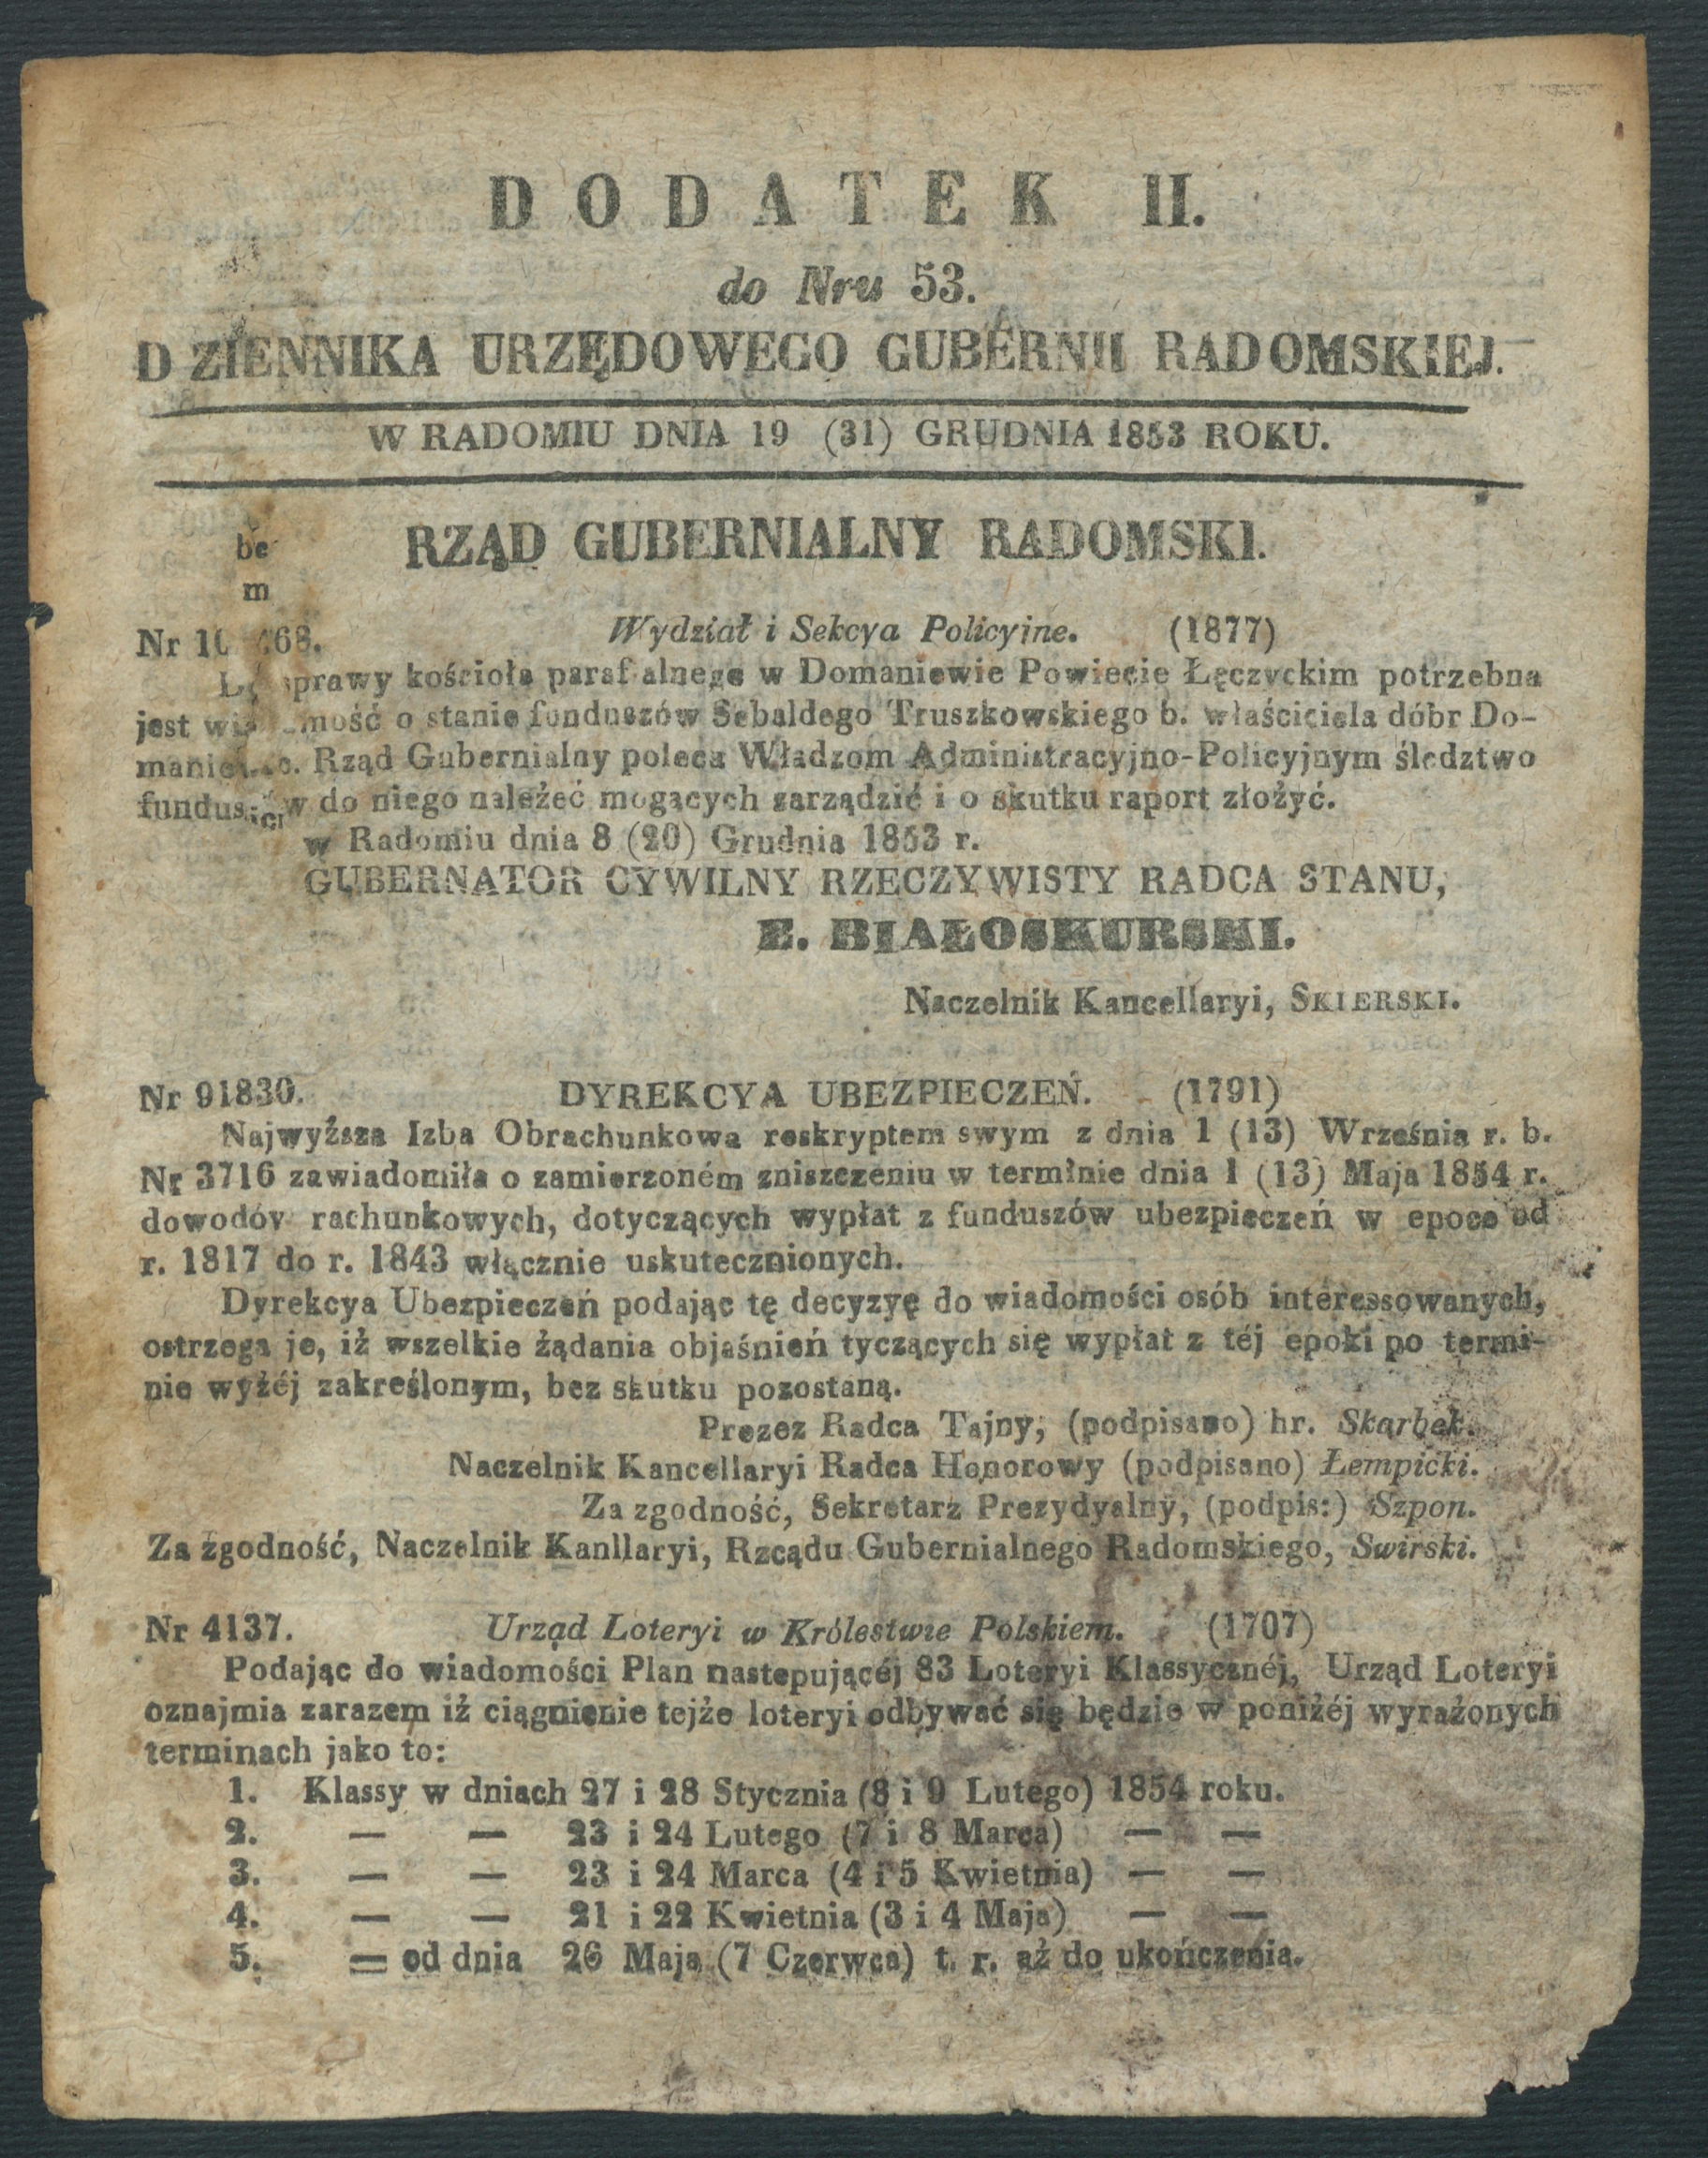 DODATEK II.
do Nru 53.
DZIENNIKA URZĘDOWEGO GUBERNII RADOMSKIEJ.
W RADOMIU DNIA 19 (31) GRUDNIA 1853 ROKU.
be
RZĄD GUBERNIALNY RADOMSKI.
m
Nr 468. Wydział i Sekcya Policyjne. (1877)
sprawy kościoła parafialnego w Domaniewie Powiecie Łęczyckim potrzebna
jest wiadomość o stanie funduszów Sebaldego Truszkowskiego b. właściciela dóbr Do-
Rząd Gubernialny poleca Władzom Administracyjno-Policyjnym śledztwo
funduszów do niego należeć mogących zarządzić i o skutku raport złożyć.
w Radomiu dnia 8 (20) Grudnia 1853 r.
GUBERNATOR CYWILNY RZECZYWISTY RADCA STANU,
E. BIAŁOSKURSKI.
Naczelnik Kancellaryi, SKIERSKI.
Nr 91830. DYREKCYA UBEZPIECZEŃ. (1791)
Najwyższa Izba Obrachunkowa reskryptem swym z dnia 1 (13) Września r. b.
Nr 3716 zawiadomiła o zamierzoném zniszczeniu w terminie dnia 1 (13) Maja 1854 r.
dowodów rachunkowych, dotyczących wypłat z funduszów ubezpieczeń w epoce od
r. 1817 do r. 1843 włącznie uskutecznionych.
Dyrekcya Ubezpieczeń podając tę decyzyę do wiadomości osób interessowanych,
ostrzega je, iż wszelkie żądania objaśnień tyczących się wypłat z téj epoki po termi-
nie wyżéj zakreślonym, bez skutku pozostaną.
Prezez Radca Tajny, (podpisano) hr. Skarbek.
Naczelnik Kancellaryi Radca Honorowy (podpisano) Łempicki.
Za zgodność, Sekretarz Prezydyalny, (podpis:) Szpon.
Za zgodność, Naczelnik Kanllaryi, Rzcądu Gubernialnego Radomskiego, Swirski.
Nr 4137. Urząd Loteryi w Królestwie Polskiem. (1707)
Podając do wiadomości Plan nastepującéj 83 Loteryi Klassycznéj, Urząd Loteryi
oznajmia zarazem iż ciągnienie tejże loteryi odbywać się będzie w poniżéj wyrażonych
terminach jako to:
1. Klassy w dniach 27 i 28 Stycznia (8 i 9 Lutego) 1854 roku.
2. — — 23 i 24 Lutego (7 i 8 Marca) — —
3. — — 23 i 24 Marca (4 i 5 Kwietnia) — —
4. — — 21 i 22 Kwietnia (3 i 4 Maja) — —
5. — od dnia 26 Maja (7 Czerwca) t. r. aż do ukończenia.